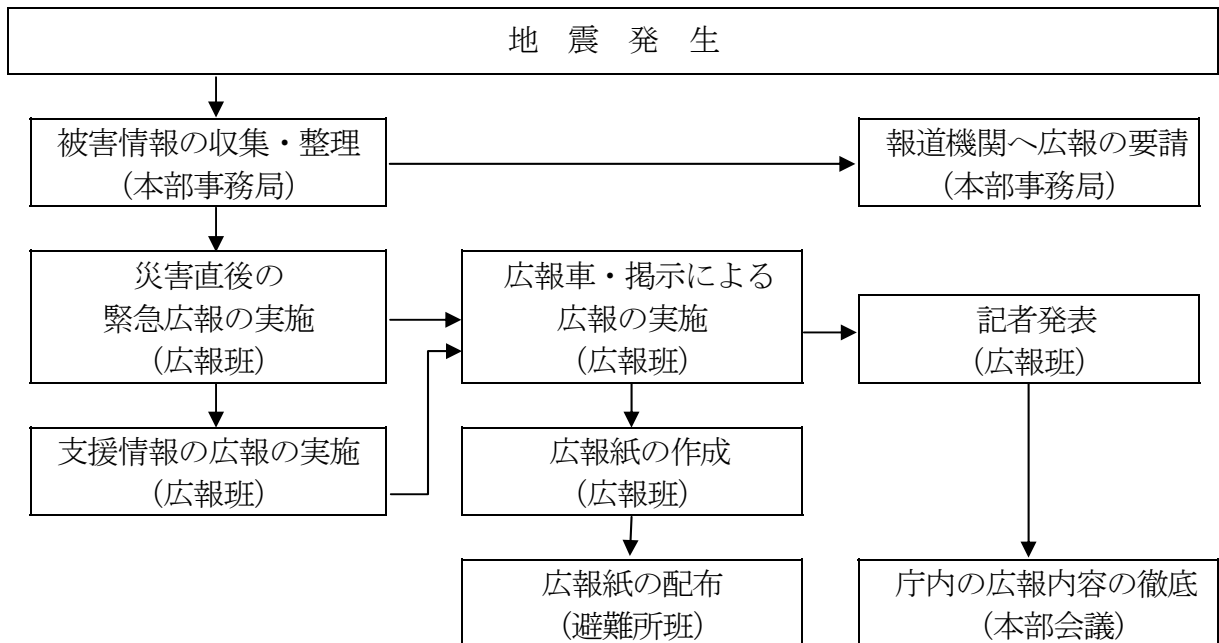 地 震 発 生
被害情報の収集・整理
（本部事務局）
報道機関へ広報の要請
（本部事務局）
災害直後の
緊急広報の実施
（広報班）
広報車・掲示による
広報の実施
（広報班）
記者発表
（広報班）
支援情報の広報の実施
（広報班）
広報紙の作成
（広報班）
広報紙の配布
（避難所班）
庁内の広報内容の徹底
（本部会議）